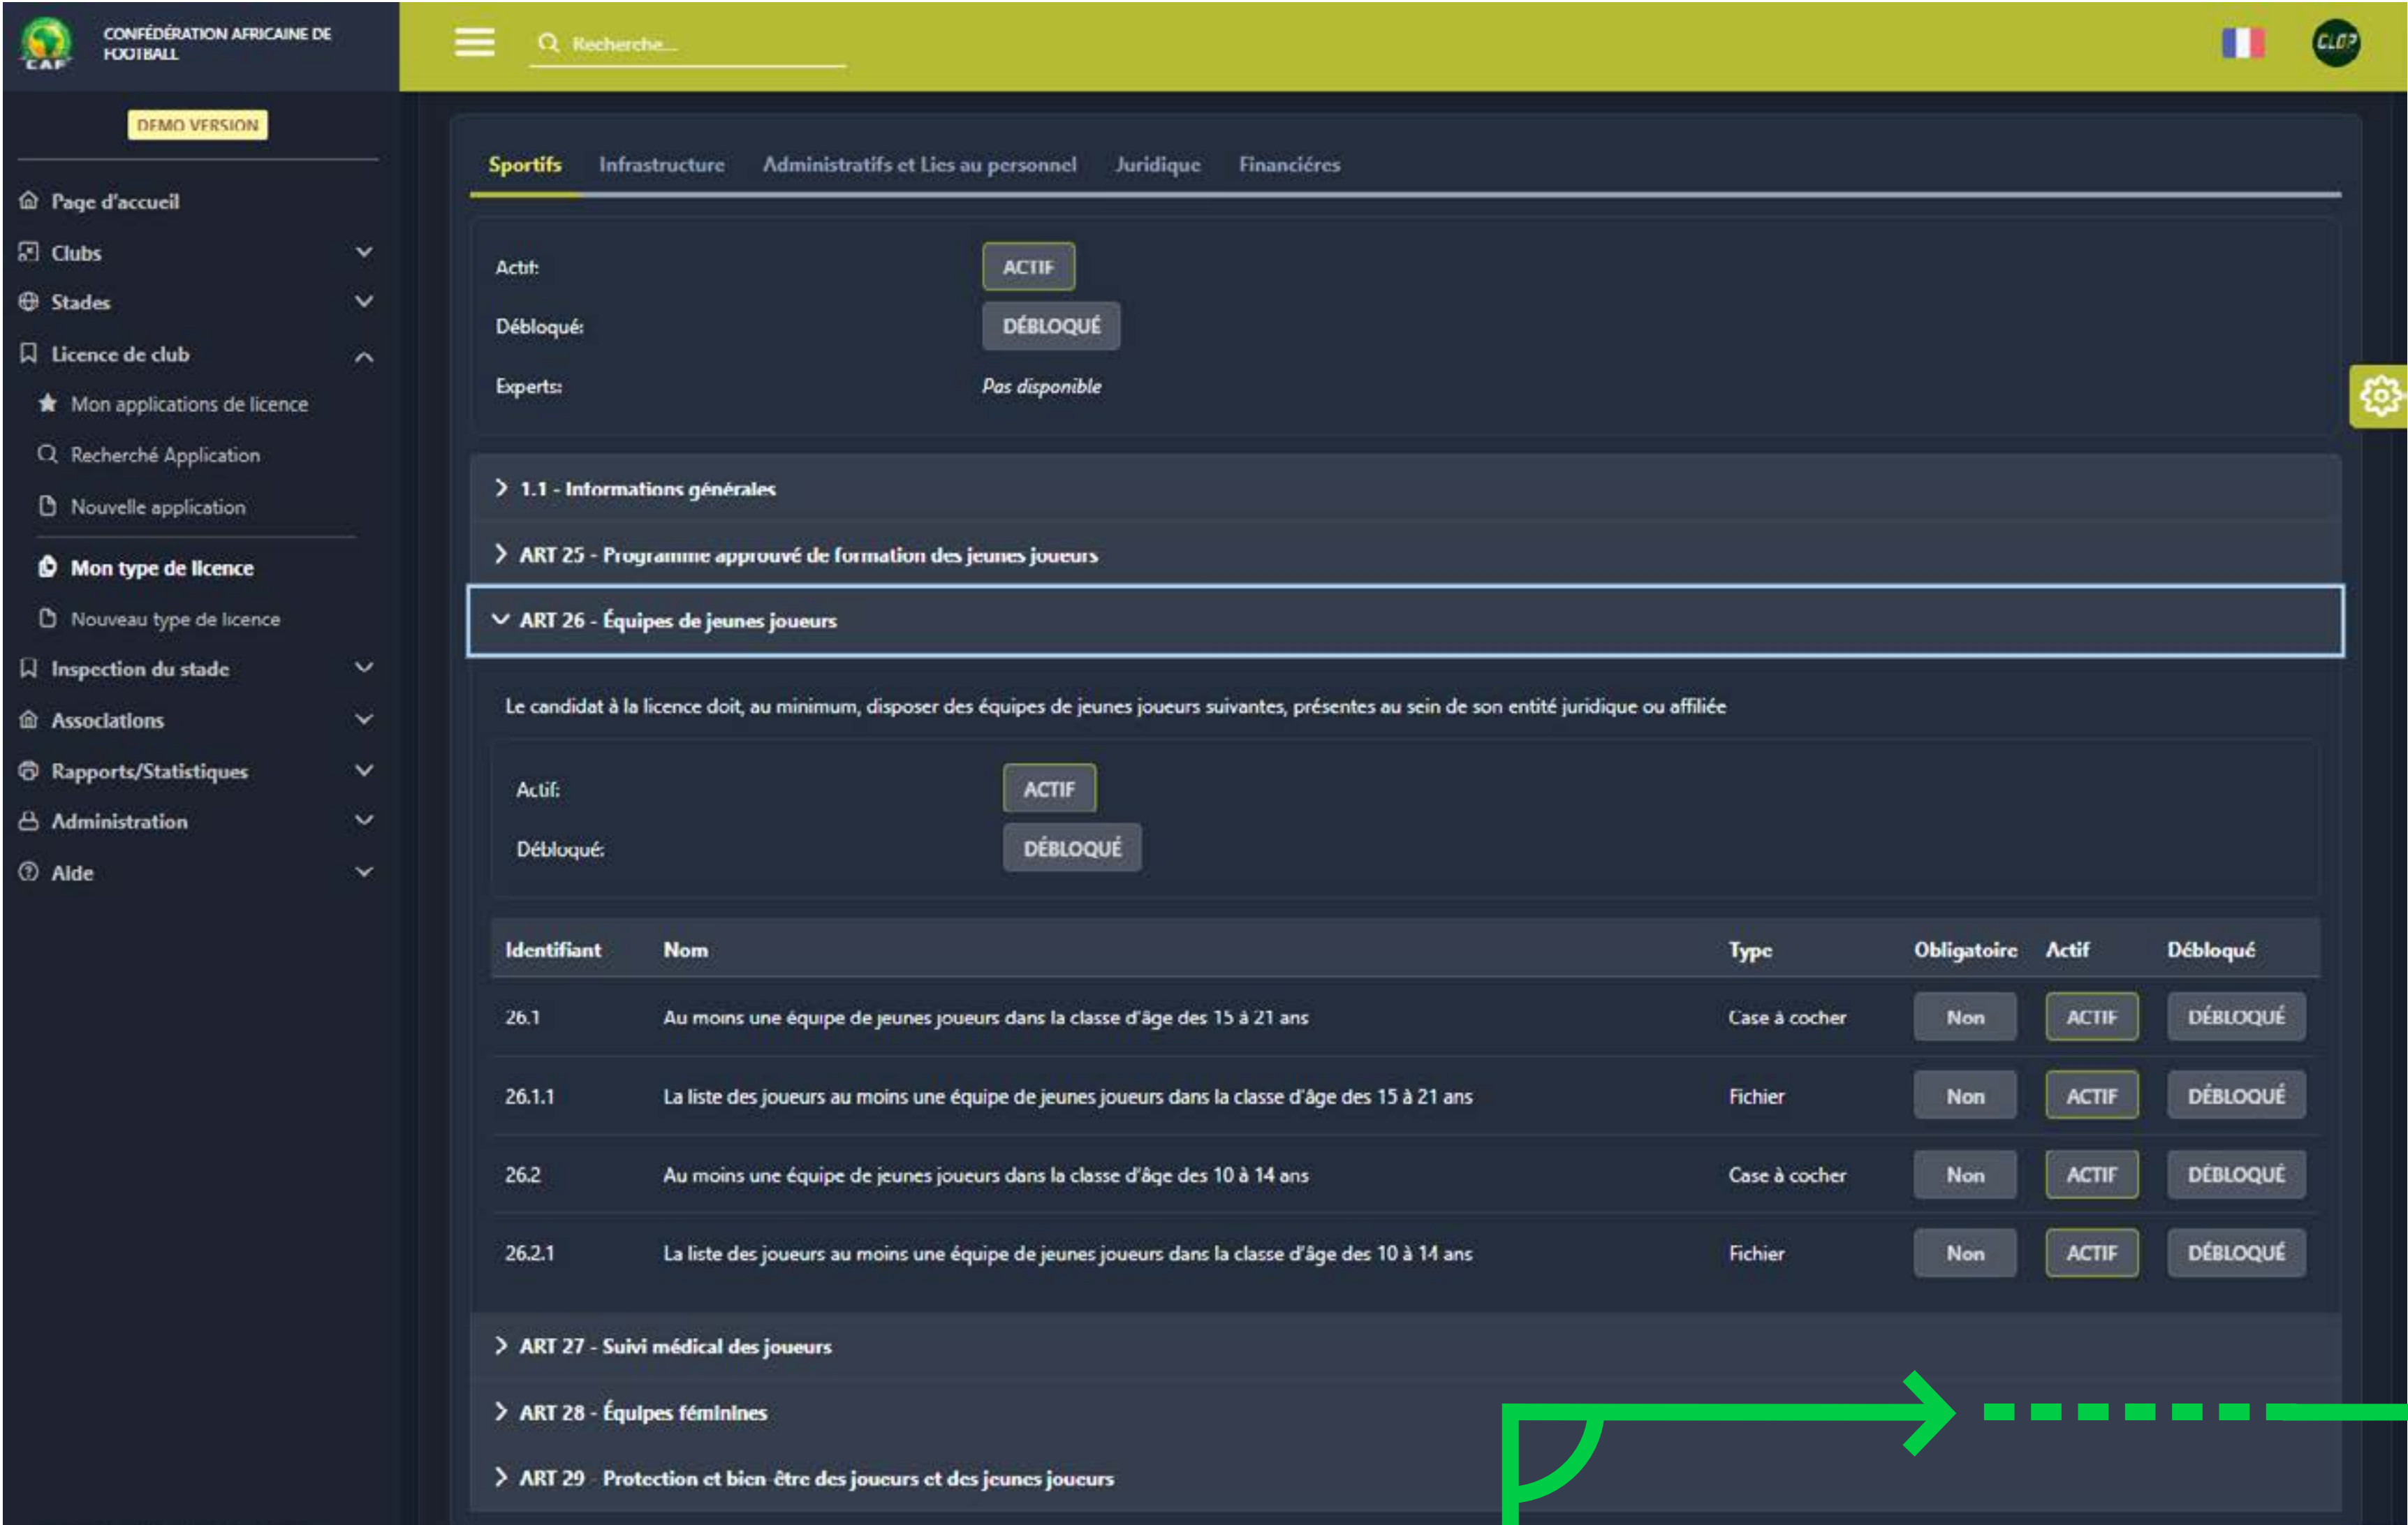 CAF
CONFÉDÉRATION AFRICAINE DE
FOOTBALL
Recherche...
CLOP
DEMO VERSION
Page d'accueil
Clubs
Stades
Licence de club
Mon applications de licence
Recherché Application
Nouvelle application
Mon type de licence
Nouveau type de licence
Inspection du stade
Associations
Rapports/Statistiques
Administration
Aide
Sportifs Infrastructure Administratifs et Lies au personnel Juridique Financiéres
Actif: ACTIF
Débloqué: DÉBLOQUÉ
Experts: Pas disponible
1.1 - Informations générales
ART 25 - Programme approuvé de formation des jeunes joueurs
ART 26 - Équipes de jeunes joueurs
Le candidat à la licence doit, au minimum, disposer des équipes de jeunes joueurs suivantes, présentes au sein de son entité juridique ou affiliée
Actif: ACTIF
Débloqué: DÉBLOQUÉ
Identifiant Nom Type Obligatoire Actif Débloqué
26.1 Au moins une équipe de jeunes joueurs dans la classe d'âge des 15 à 21 ans Case à cocher Non ACTIF DÉBLOQUÉ
26.1.1 La liste des joueurs au moins une équipe de jeunes joueurs dans la classe d'âge des 15 à 21 ans Fichier Non ACTIF DÉBLOQUÉ
26.2 Au moins une équipe de jeunes joueurs dans la classe d'âge des 10 à 14 ans Case à cocher Non ACTIF DÉBLOQUÉ
26.2.1 La liste des joueurs au moins une équipe de jeunes joueurs dans la classe d'âge des 10 à 14 ans Fichier Non ACTIF DÉBLOQUÉ
ART 27 - Suivi médical des joueurs
ART 28 - Équipes féminines
ART 29 - Protection et bien-être des joueurs et des jeunes joueurs